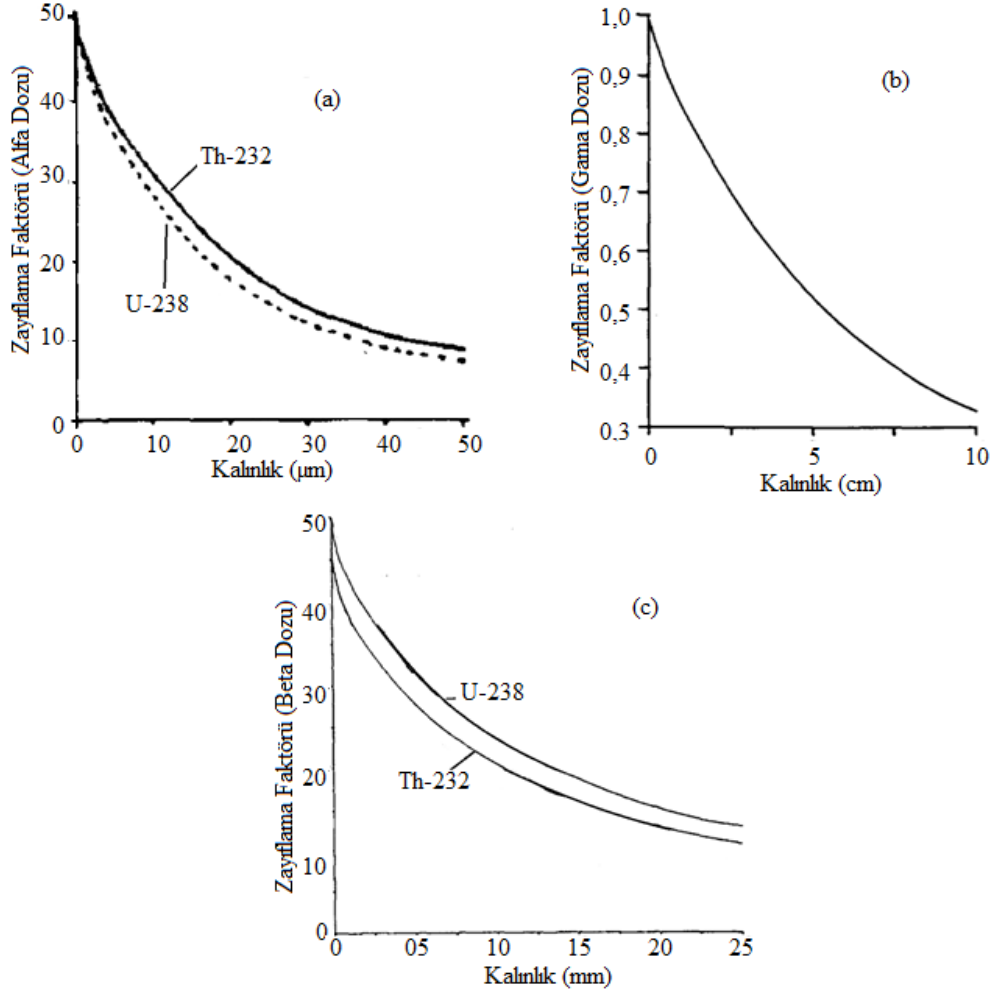 Zayıflama Faktörü (Alfa Dozu)
50
40
30
20
10
0
(a)
Th-232
U-238
0 10 20 30 40 50
Kalınlık (µm)
Zayıflama Faktörü (Gama Dozu)
1,0
0,9
0,8
0,7
0,6
0,5
0,4
0.3
(b)
0 5 10
Kalınlık (cm)
Zayıflama Faktörü (Beta Dozu)
50
40
30
20
10
0
(c)
U-238
Th-232
0 05 10 15 20 25
Kalınlık (mm)